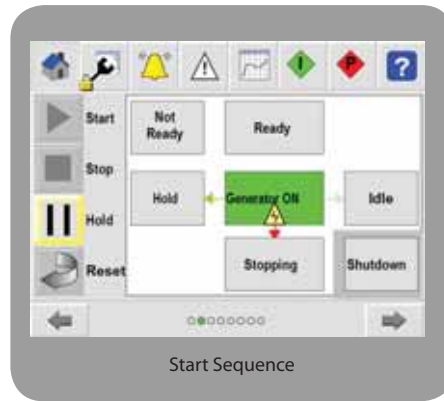 I
P
?
Start
Not
Ready
Ready
Stop
Hold
Generator ON
Idle
Hold
Reset
Stopping
Shutdown
Start Sequence